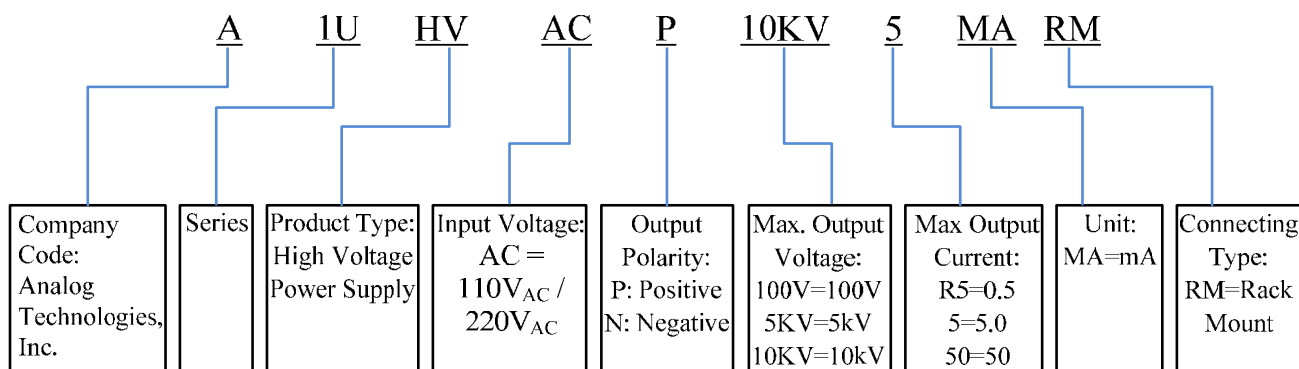 A 1U HV AC P 10KV 5 MA RM
Company
Code:
Analog
Technologies,
Inc.
Series
Product Type:
High Voltage
Power Supply
Input Voltage:
AC =
110VAC /
220VAC
Output
Polarity:
P: Positive
N: Negative
Max. Output
Voltage:
100V=100V
5KV=5kV
10KV=10kV
Max Output
Current:
R5=0.5
5=5.0
50=50
Unit:
MA=mA
Connecting
Type:
RM=Rack
Mount